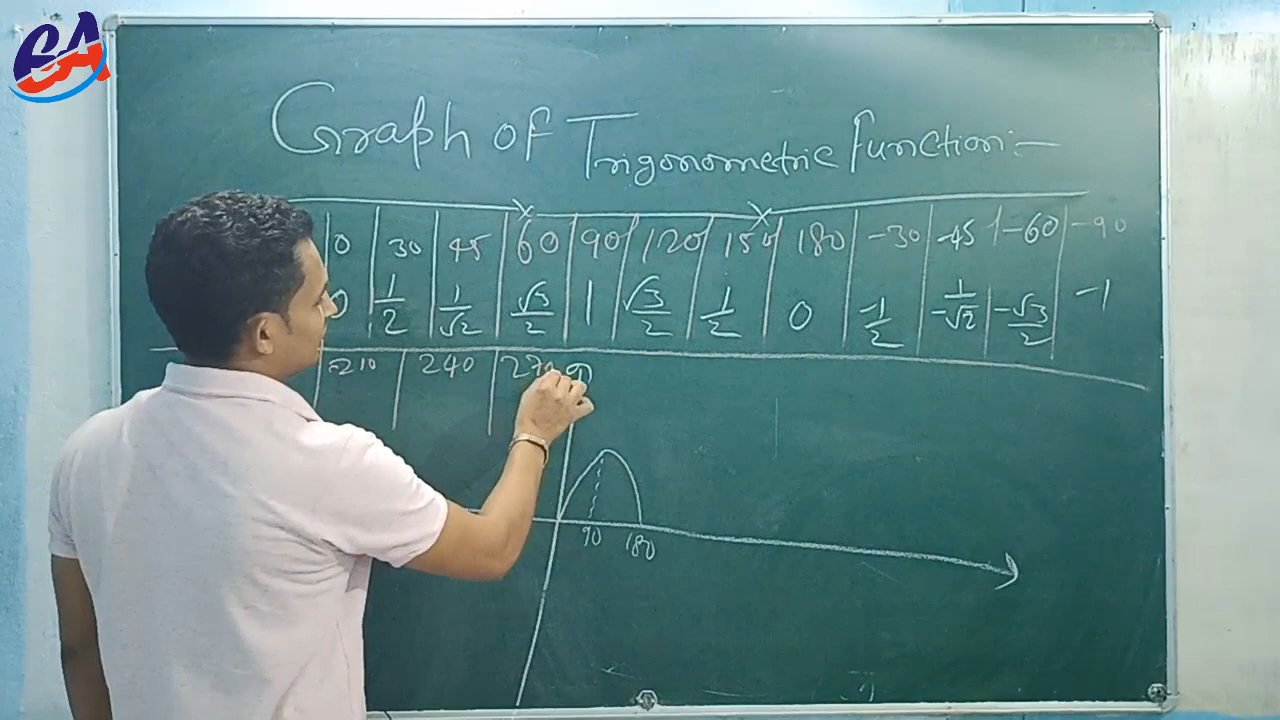 GA
Graph of Trigonometric function:-
0 30 45 60 90 120 150 180 -30 -45 -60 -90
0 1/2 1/√2 √3/2 1 √3/2 1/2 0 -1/2 -1/√2 -√3/2 -1
210 240
90 180